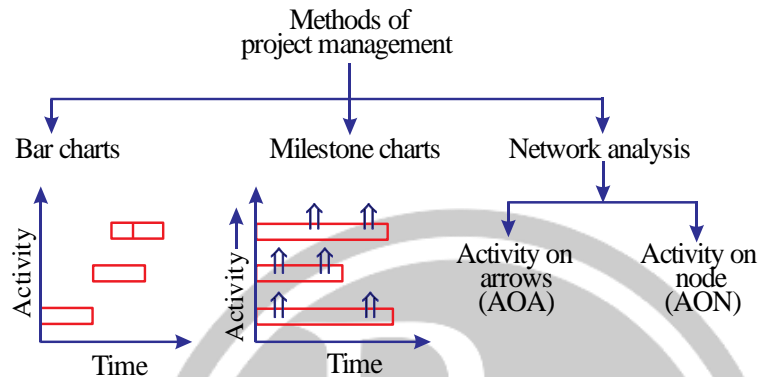 Methods of
project management
Bar charts
Milestone charts
Network analysis
Activity
Time
Activity
Time
Activity on
arrows
(AOA)
Activity on
node
(AON)